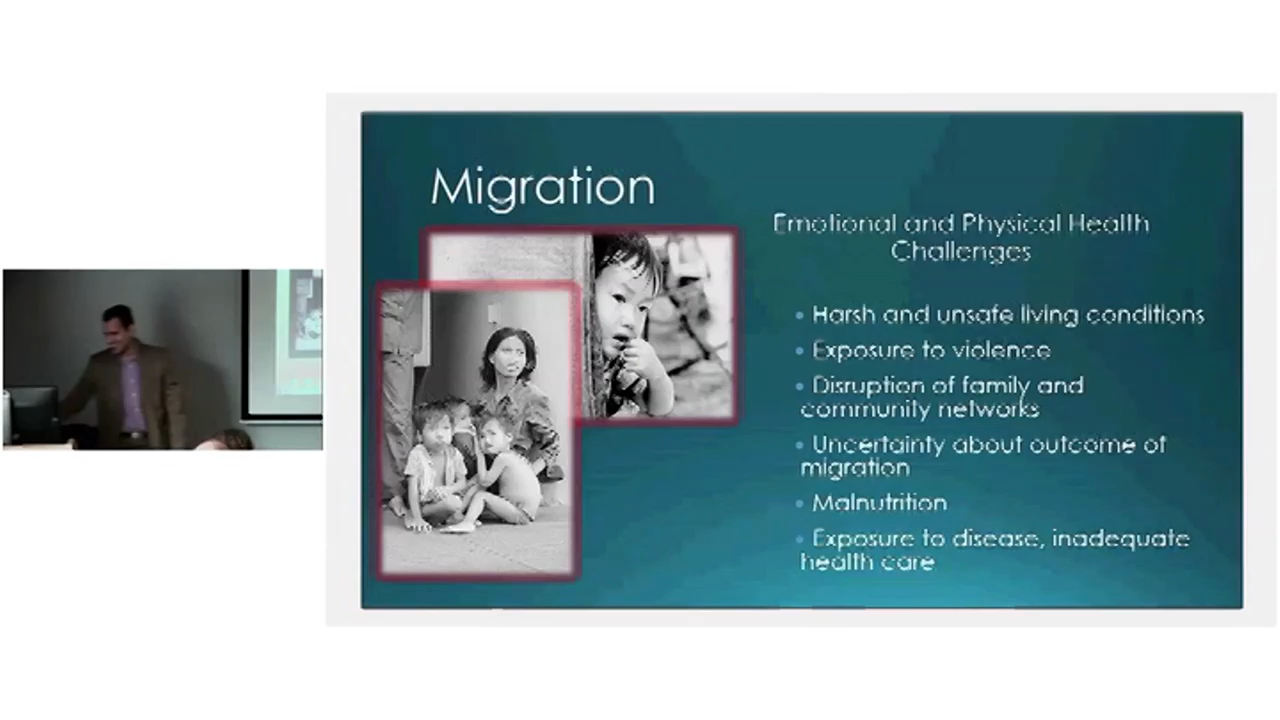 Migration
Emotional and Physical Health
Challenges
• Harsh and unsafe living conditions
• Exposure to violence
• Disruption of family and
community networks
• Uncertainty about outcome of
migration
• Malnutrition
• Exposure to disease, inadequate
health care